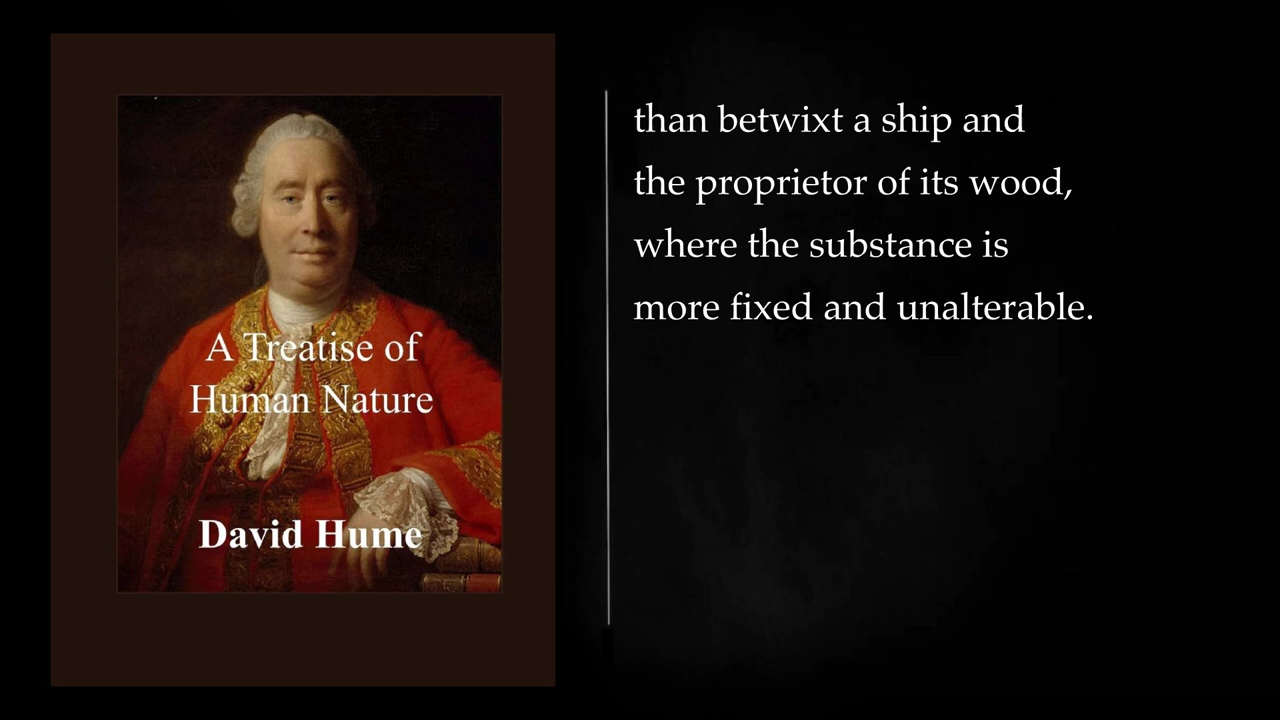 A Treatise of
Human Nature
David Hume
than betwixt a ship and
the proprietor of its wood,
where the substance is
more fixed and unalterable.